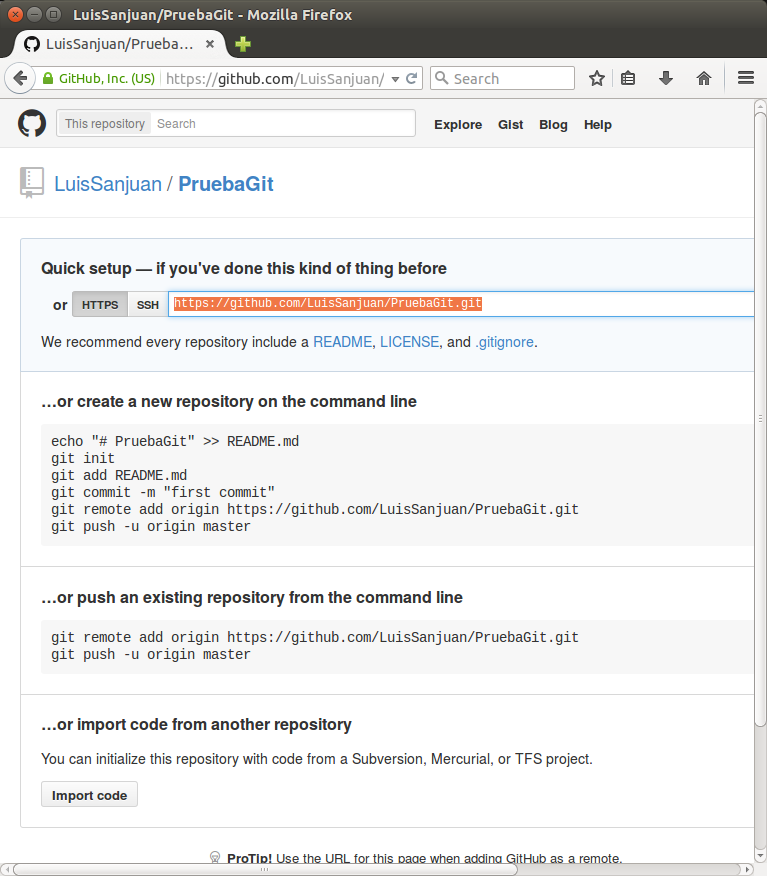 LuisSanjuan/PruebaGit - Mozilla Firefox
LuisSanjuan/Prueba...
GitHub, Inc. (US) https://github.com/LuisSanjuan/ Search
This repository Search Explore Gist Blog Help
LuisSanjuan / PruebaGit
Quick setup — if you've done this kind of thing before
or HTTPS SSH https://github.com/LuisSanjuan/PruebaGit.git
We recommend every repository include a README, LICENSE, and .gitignore.
…or create a new repository on the command line
echo "# PruebaGit" >> README.md
git init
git add README.md
git commit -m "first commit"
git remote add origin https://github.com/LuisSanjuan/PruebaGit.git
git push -u origin master
…or push an existing repository from the command line
git remote add origin https://github.com/LuisSanjuan/PruebaGit.git
git push -u origin master
…or import code from another repository
You can initialize this repository with code from a Subversion, Mercurial, or TFS project.
Import code
ProTip! Use the URL for this page when adding GitHub as a remote.